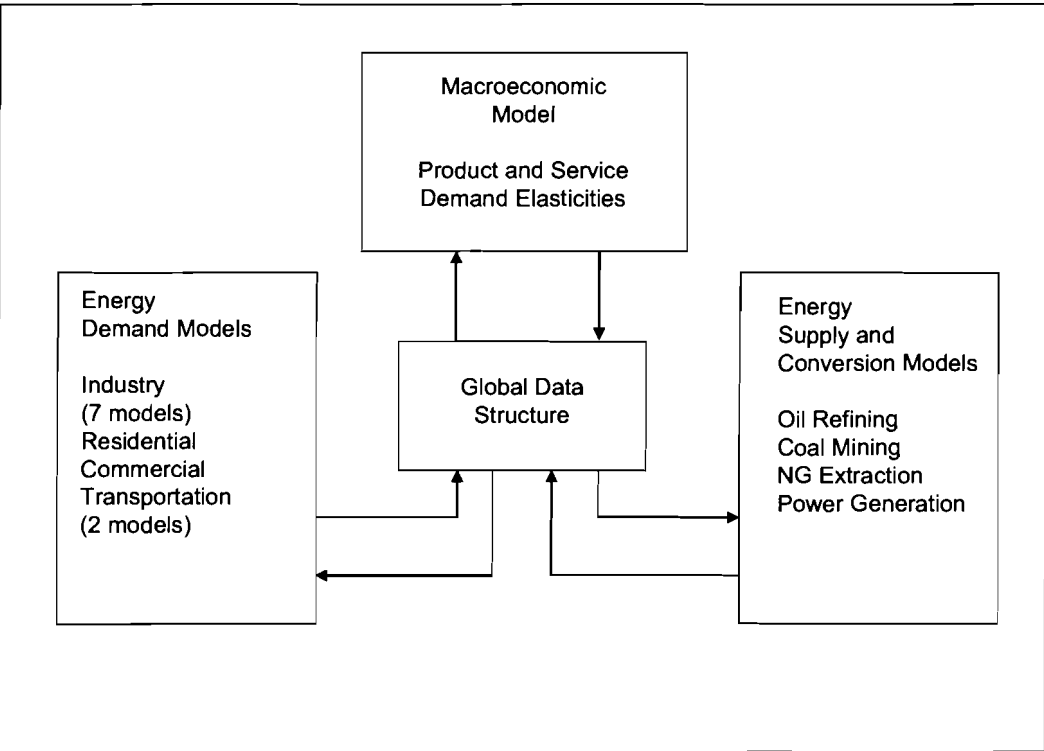 Macroeconomic
Model
Product and Service
Demand Elasticities
Energy
Demand Models
Industry
(7 models)
Residential
Commercial
Transportation
(2 models)
Global Data
Structure
Energy
Supply and
Conversion Models
Oil Refining
Coal Mining
NG Extraction
Power Generation